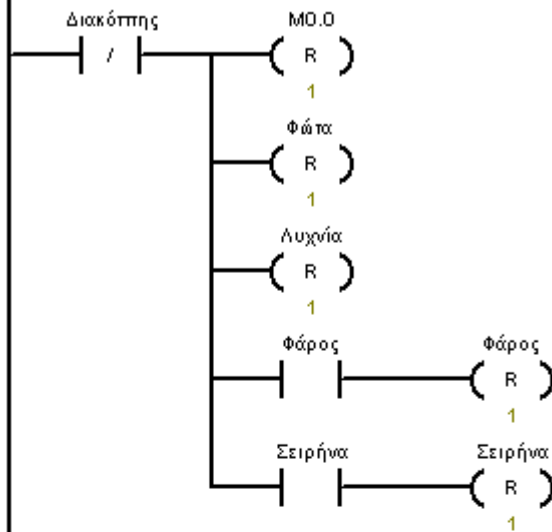 Διακόπτης M0.0
/ R
1
Φώτα
R
1
Λυχνία
R
1
Φάρος Φάρος
R
1
Σειρήνα Σειρήνα
R
1